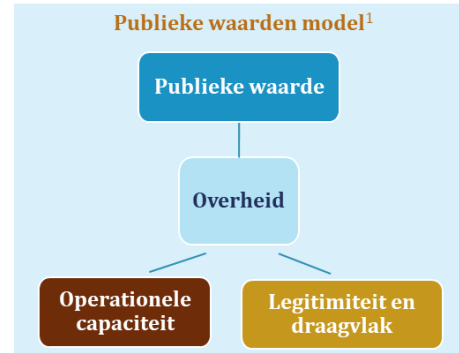 Publieke waarden model¹
Publieke waarde
Overheid
Operationele
capaciteit
Legitimiteit en
draagvlak